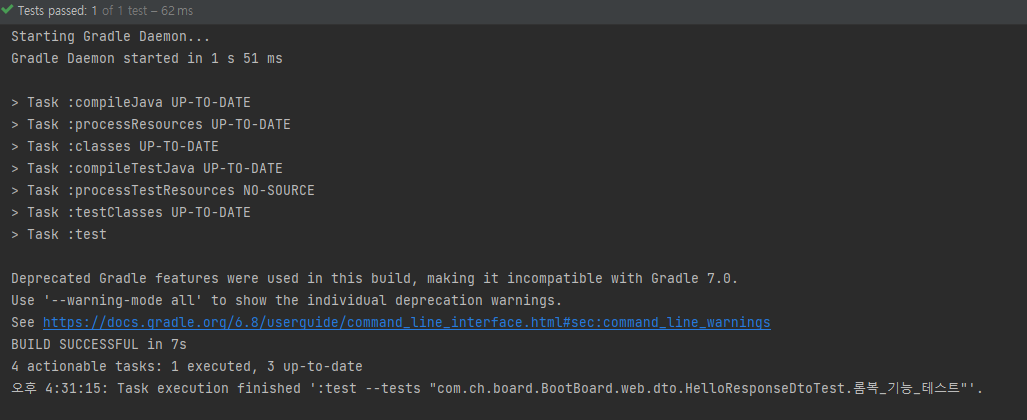 Tests passed: 1 of 1 test – 62 ms
Starting Gradle Daemon...
Gradle Daemon started in 1 s 51 ms
> Task :compileJava UP-TO-DATE
> Task :processResources UP-TO-DATE
> Task :classes UP-TO-DATE
> Task :compileTestJava UP-TO-DATE
> Task :processTestResources NO-SOURCE
> Task :testClasses UP-TO-DATE
> Task :test
Deprecated Gradle features were used in this build, making it incompatible with Gradle 7.0.
Use '--warning-mode all' to show the individual deprecation warnings.
See https://docs.gradle.org/6.8/userguide/command_line_interface.html#sec:command_line_warnings
BUILD SUCCESSFUL in 7s
4 actionable tasks: 1 executed, 3 up-to-date
오후 4:31:15: Task execution finished ':test --tests "com.ch.board.BootBoard.web.dto.HelloResponseDtoTest.롬복_기능_테스트"'.